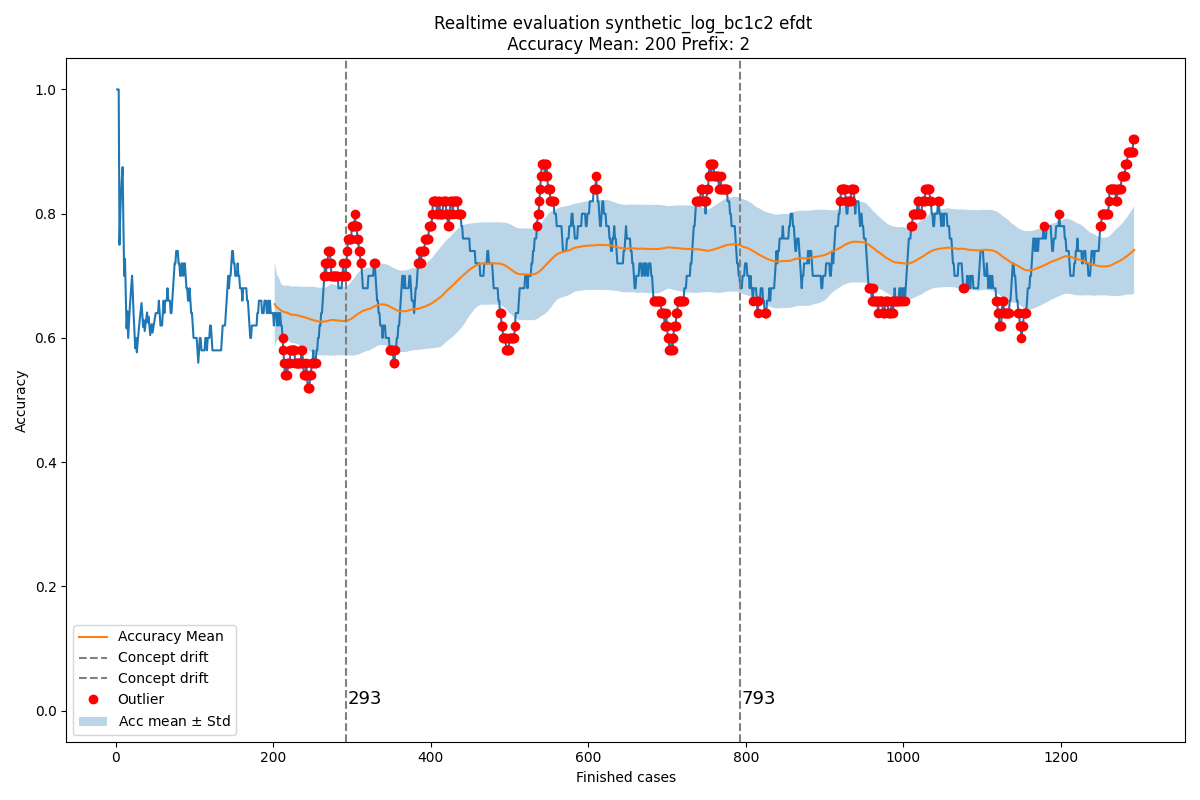 Realtime evaluation synthetic_log_bc1c2 efdt
Accuracy Mean: 200 Prefix: 2
1.0
0.8
0.6
0.4
0.2
0.0
Accuracy
Accuracy Mean
Concept drift
Concept drift
Outlier
Acc mean ± Std
293
793
0
200
400
600
800
1000
1200
Finished cases